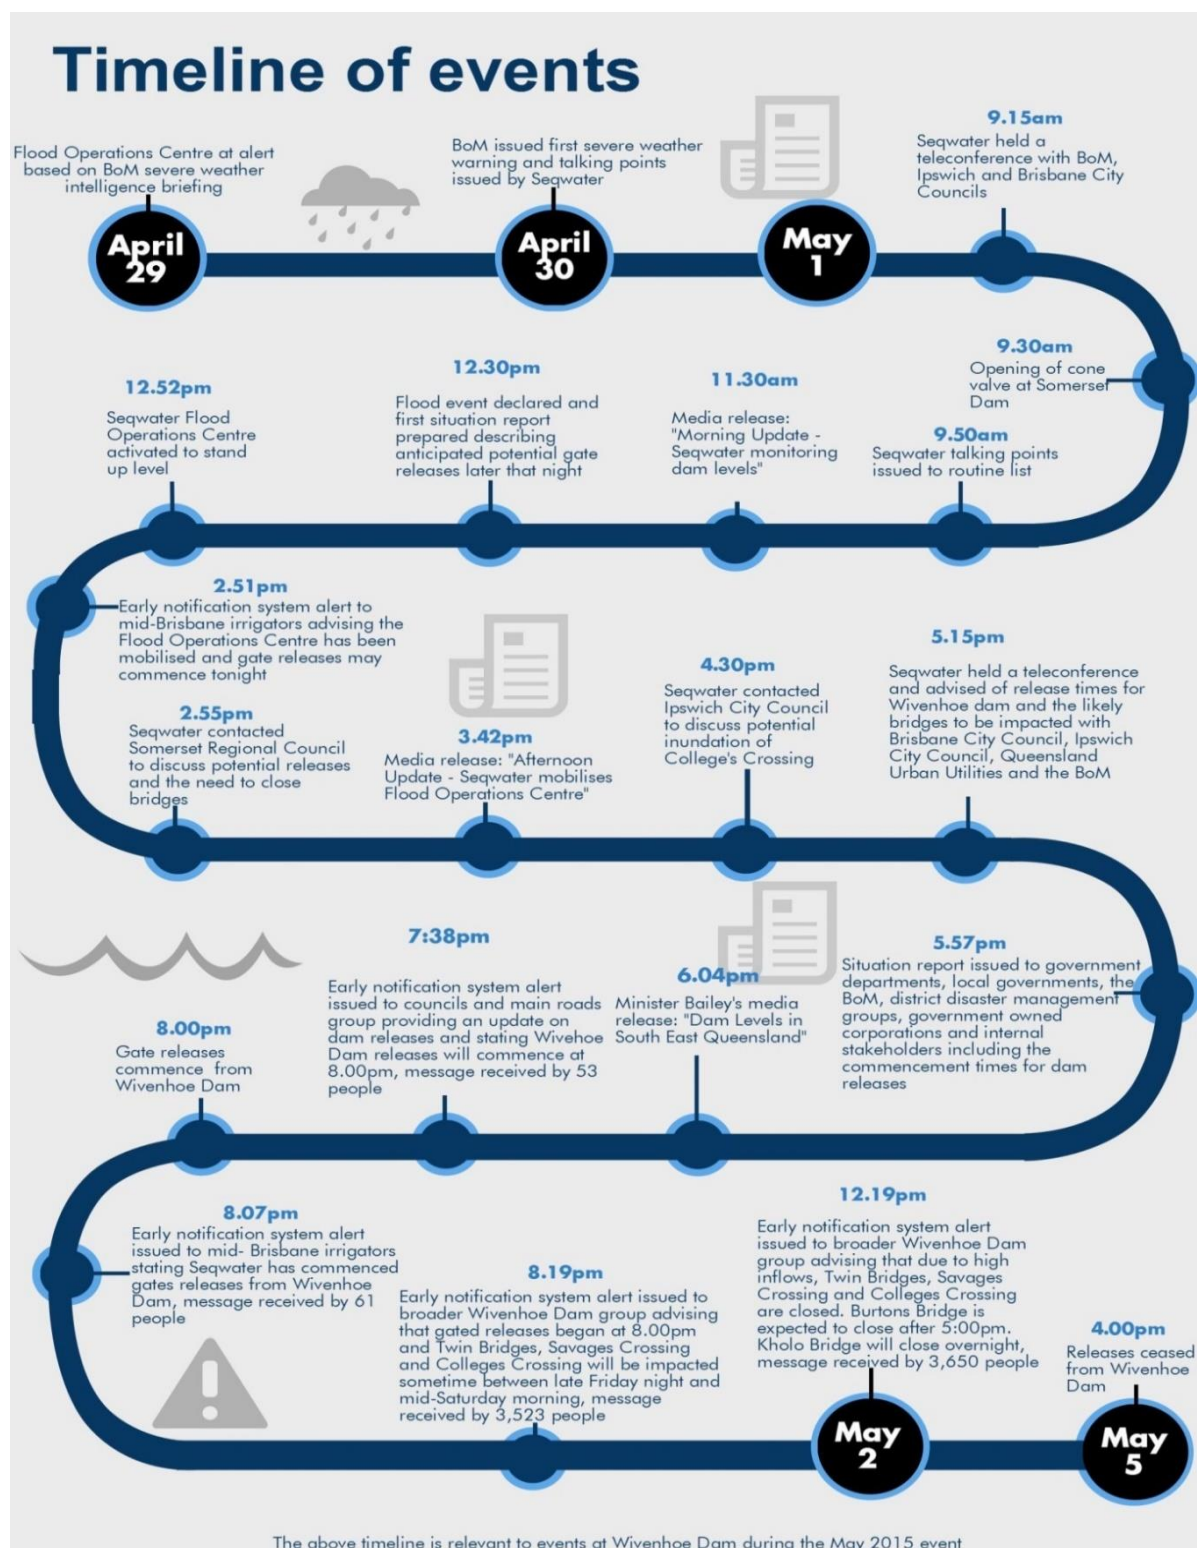 Timeline of events
Flood Operations Centre at alert
based on BoM severe weather
intelligence briefing
April
29
BoM issued first severe weather
warning and talking points
issued by Seqwater
April
30
May
1
9.15am
Seqwater held a
teleconference with BoM,
Ipswich and Brisbane City
Councils
9.30am
Opening of cone
valve at Somerset
Dam
9.50am
Seqwater talking points
issued to routine list
11.30am
Media release:
"Morning Update -
Seqwater monitoring
dam levels"
12.30pm
Flood event declared and
first situation report
prepared describing
anticipated potential gate
releases later that night
12.52pm
Seqwater Flood
Operations Centre
activated to stand
up level
2.51pm
Early notification system alert to
mid-Brisbane irrigators advising the
Flood Operations Centre has been
mobilised and gate releases may
commence tonight
2.55pm
Seqwater contacted
Somerset Regional Council
to discuss potential releases
and the need to close
bridges
3.42pm
Media release: "Afternoon
Update - Seqwater mobilises
Flood Operations Centre"
4.30pm
Seqwater contacted
Ipswich City Council
to discuss potential
inundation of
College's Crossing
5.15pm
Seqwater held a teleconference
and advised of release times for
Wivenhoe dam and the likely
bridges to be impacted with
Brisbane City Council, Ipswich
City Council, Queensland
Urban Utilities and the BoM
5.57pm
Situation report issued to government
departments, local governments, the
BoM, district disaster management
groups, government owned
corporations and internal
stakeholders including the
commencement times for dam
releases
6.04pm
Minister Bailey's media
release: "Dam Levels in
South East Queensland"
7:38pm
Early notification system alert
issued to councils and main roads
group providing an update on
dam releases and stating Wivehoe
Dam releases will commence at
8.00pm, message received by 53
people
8.00pm
Gate releases
commence from
Wivenhoe Dam
8.07pm
Early notification system alert
issued to mid- Brisbane irrigators
stating Seqwater has commenced
gates releases from Wivenhoe
Dam, message received by 61
people
8.19pm
Early notification system alert issued to
broader Wivenhoe Dam group advising
that gated releases began at 8.00pm
and Twin Bridges, Savages Crossing
and Colleges Crossing will be impacted
sometime between late Friday night and
mid-Saturday morning, message
received by 3,523 people
12.19pm
Early notification system alert
issued to broader Wivenhoe Dam
group advising that due to high
inflows, Twin Bridges, Savages
Crossing and Colleges Crossing
are closed. Burtons Bridge is
expected to close after 5:00pm.
Kholo Bridge will close overnight,
message received by 3,650 people
May
2
4.00pm
Releases ceased
from Wivenhoe
Dam
May
5
The above timeline is relevant to events at Wivenhoe Dam during the May 2015 event